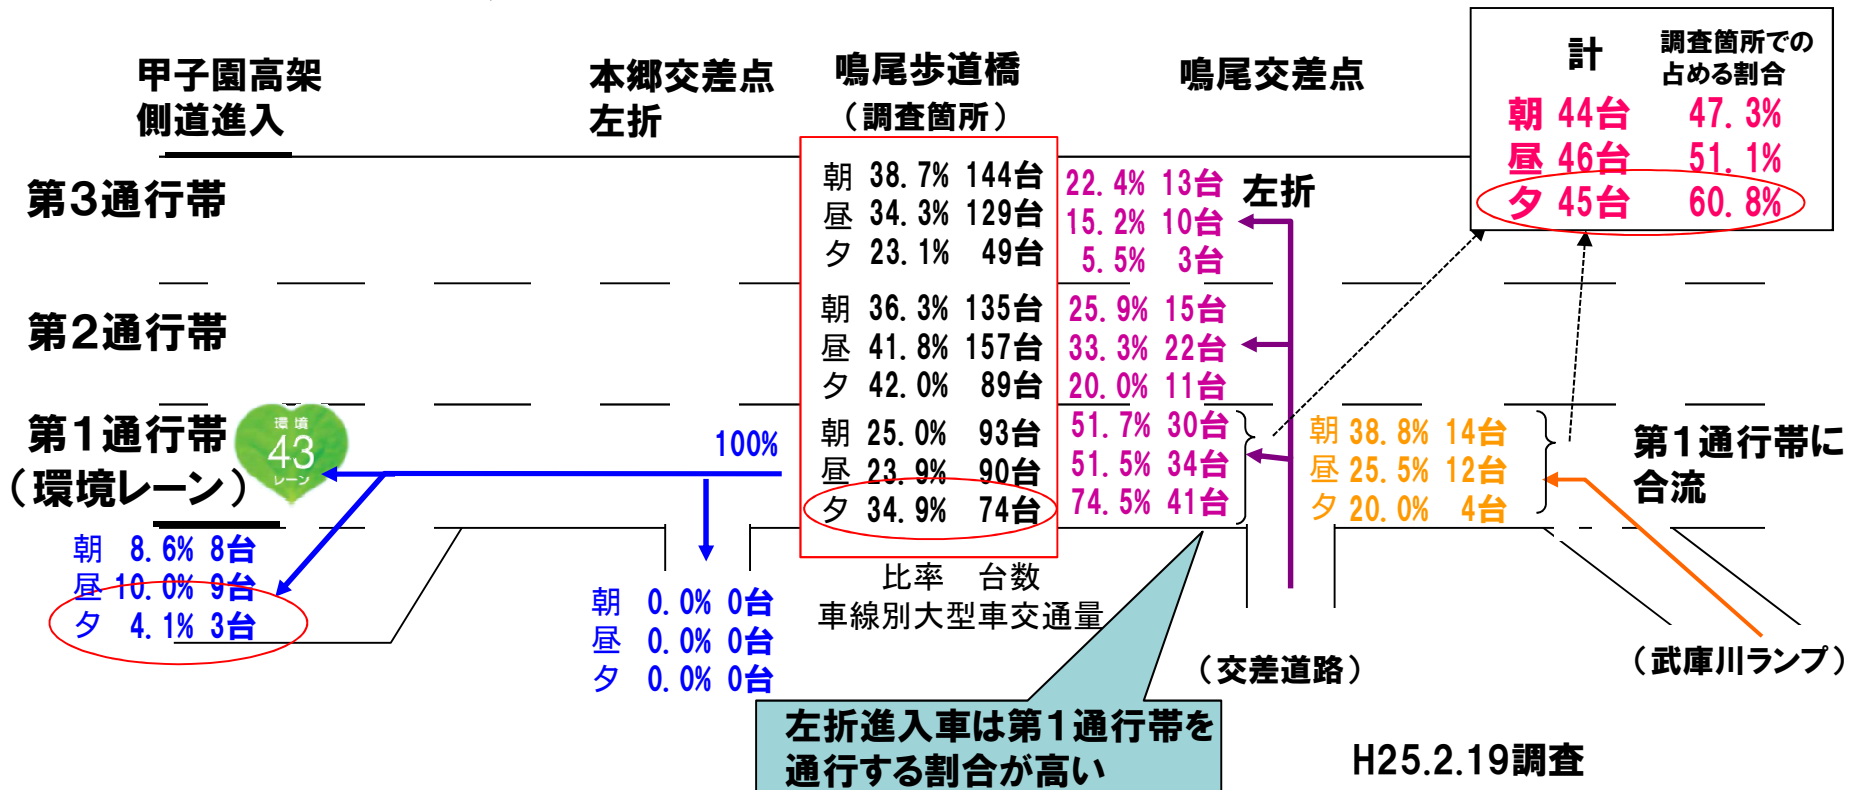 甲子園高架
側道進入
本郷交差点
左折
鳴尾歩道橋
（調査箇所）
鳴尾交差点
計 調査箇所での
占める割合
朝 44台 47.3%
昼 46台 51.1%
夕 45台 60.8%
第3通行帯
朝 38.7% 144台
昼 34.3% 129台
夕 23.1% 49台
22.4% 13台
15.2% 10台
5.5% 3台
左折
第2通行帯
朝 36.3% 135台
昼 41.8% 157台
夕 42.0% 89台
25.9% 15台
33.3% 22台
20.0% 11台
第1通行帯
（環境レーン）
環境
43
レーン
100%
朝 25.0% 93台
昼 23.9% 90台
夕 34.9% 74台
51.7% 30台
51.5% 34台
74.5% 41台
朝 38.8% 14台
昼 25.5% 12台
夕 20.0% 4台
第1通行帯に
合流
朝 8.6% 8台
昼 10.0% 9台
夕 4.1% 3台
朝 0.0% 0台
昼 0.0% 0台
夕 0.0% 0台
比率 台数
車線別大型車交通量
（交差道路）
（武庫川ランプ）
左折進入車は第1通行帯を
通行する割合が高い
H25.2.19調査